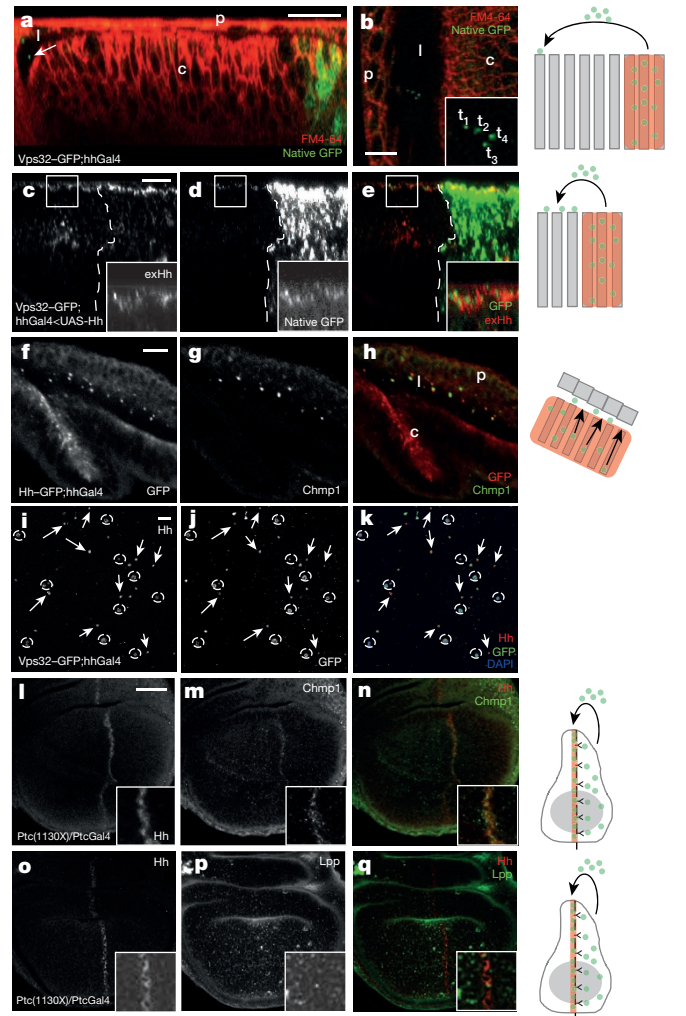 a
p
l
c
FM4-64
Native GFP
Vps32–GFP;hhGal4
b
FM4-64
Native GFP
l
p
c
t1
t2
t4
t3
c
exHh
Vps32–GFP;
hhGal4<UAS-Hh
d
Native GFP
e
GFP
exHh
f
Hh–GFP;hhGal4
GFP
g
Chmp1
h
l
p
c
GFP
Chmp1
i
Hh
Vps32–GFP;hhGal4
j
GFP
k
Hh
GFP
DAPI
l
Ptc(1130X)/PtcGal4
Hh
m
Chmp1
n
Hh
Chmp1
o
Hh
Ptc(1130X)/PtcGal4
p
Lpp
q
Hh
Lpp